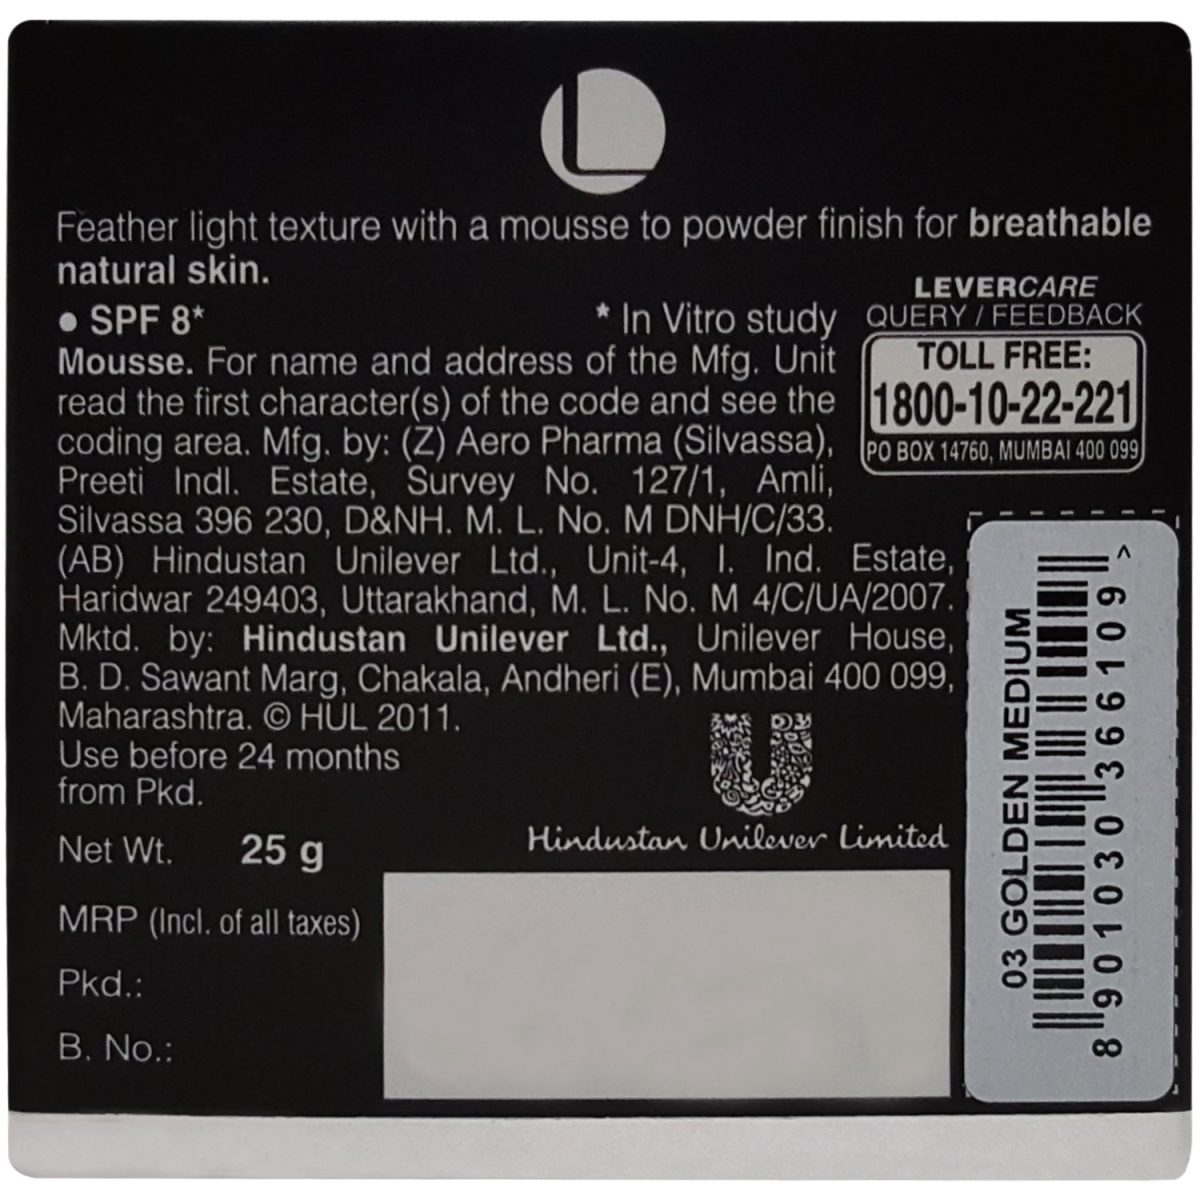 L
Feather light texture with a mousse to powder finish for breathable
natural skin.
• SPF 8* * In Vitro study
LEVERCARE
QUERY / FEEDBACK
TOLL FREE:
1800-10-22-221
PO BOX 14760, MUMBAI 400 099
Mousse. For name and address of the Mfg. Unit
read the first character(s) of the code and see the
coding area. Mfg. by: (Z) Aero Pharma (Silvassa),
Preeti Indl. Estate, Survey No. 127/1, Amli,
Silvassa 396 230, D&NH. M. L. No. M DNH/C/33.
(AB) Hindustan Unilever Ltd., Unit-4, I. Ind. Estate,
Haridwar 249403, Uttarakhand, M. L. No. M 4/C/UA/2007.
Mktd. by: Hindustan Unilever Ltd., Unilever House,
B. D. Sawant Marg, Chakala, Andheri (E), Mumbai 400 099,
Maharashtra. © HUL 2011.
Use before 24 months
from Pkd.
Net Wt. 25 g
Hindustan Unilever Limited
MRP (Incl. of all taxes)
Pkd.:
B. No.:
03 GOLDEN MEDIUM
8 901030 366109 >